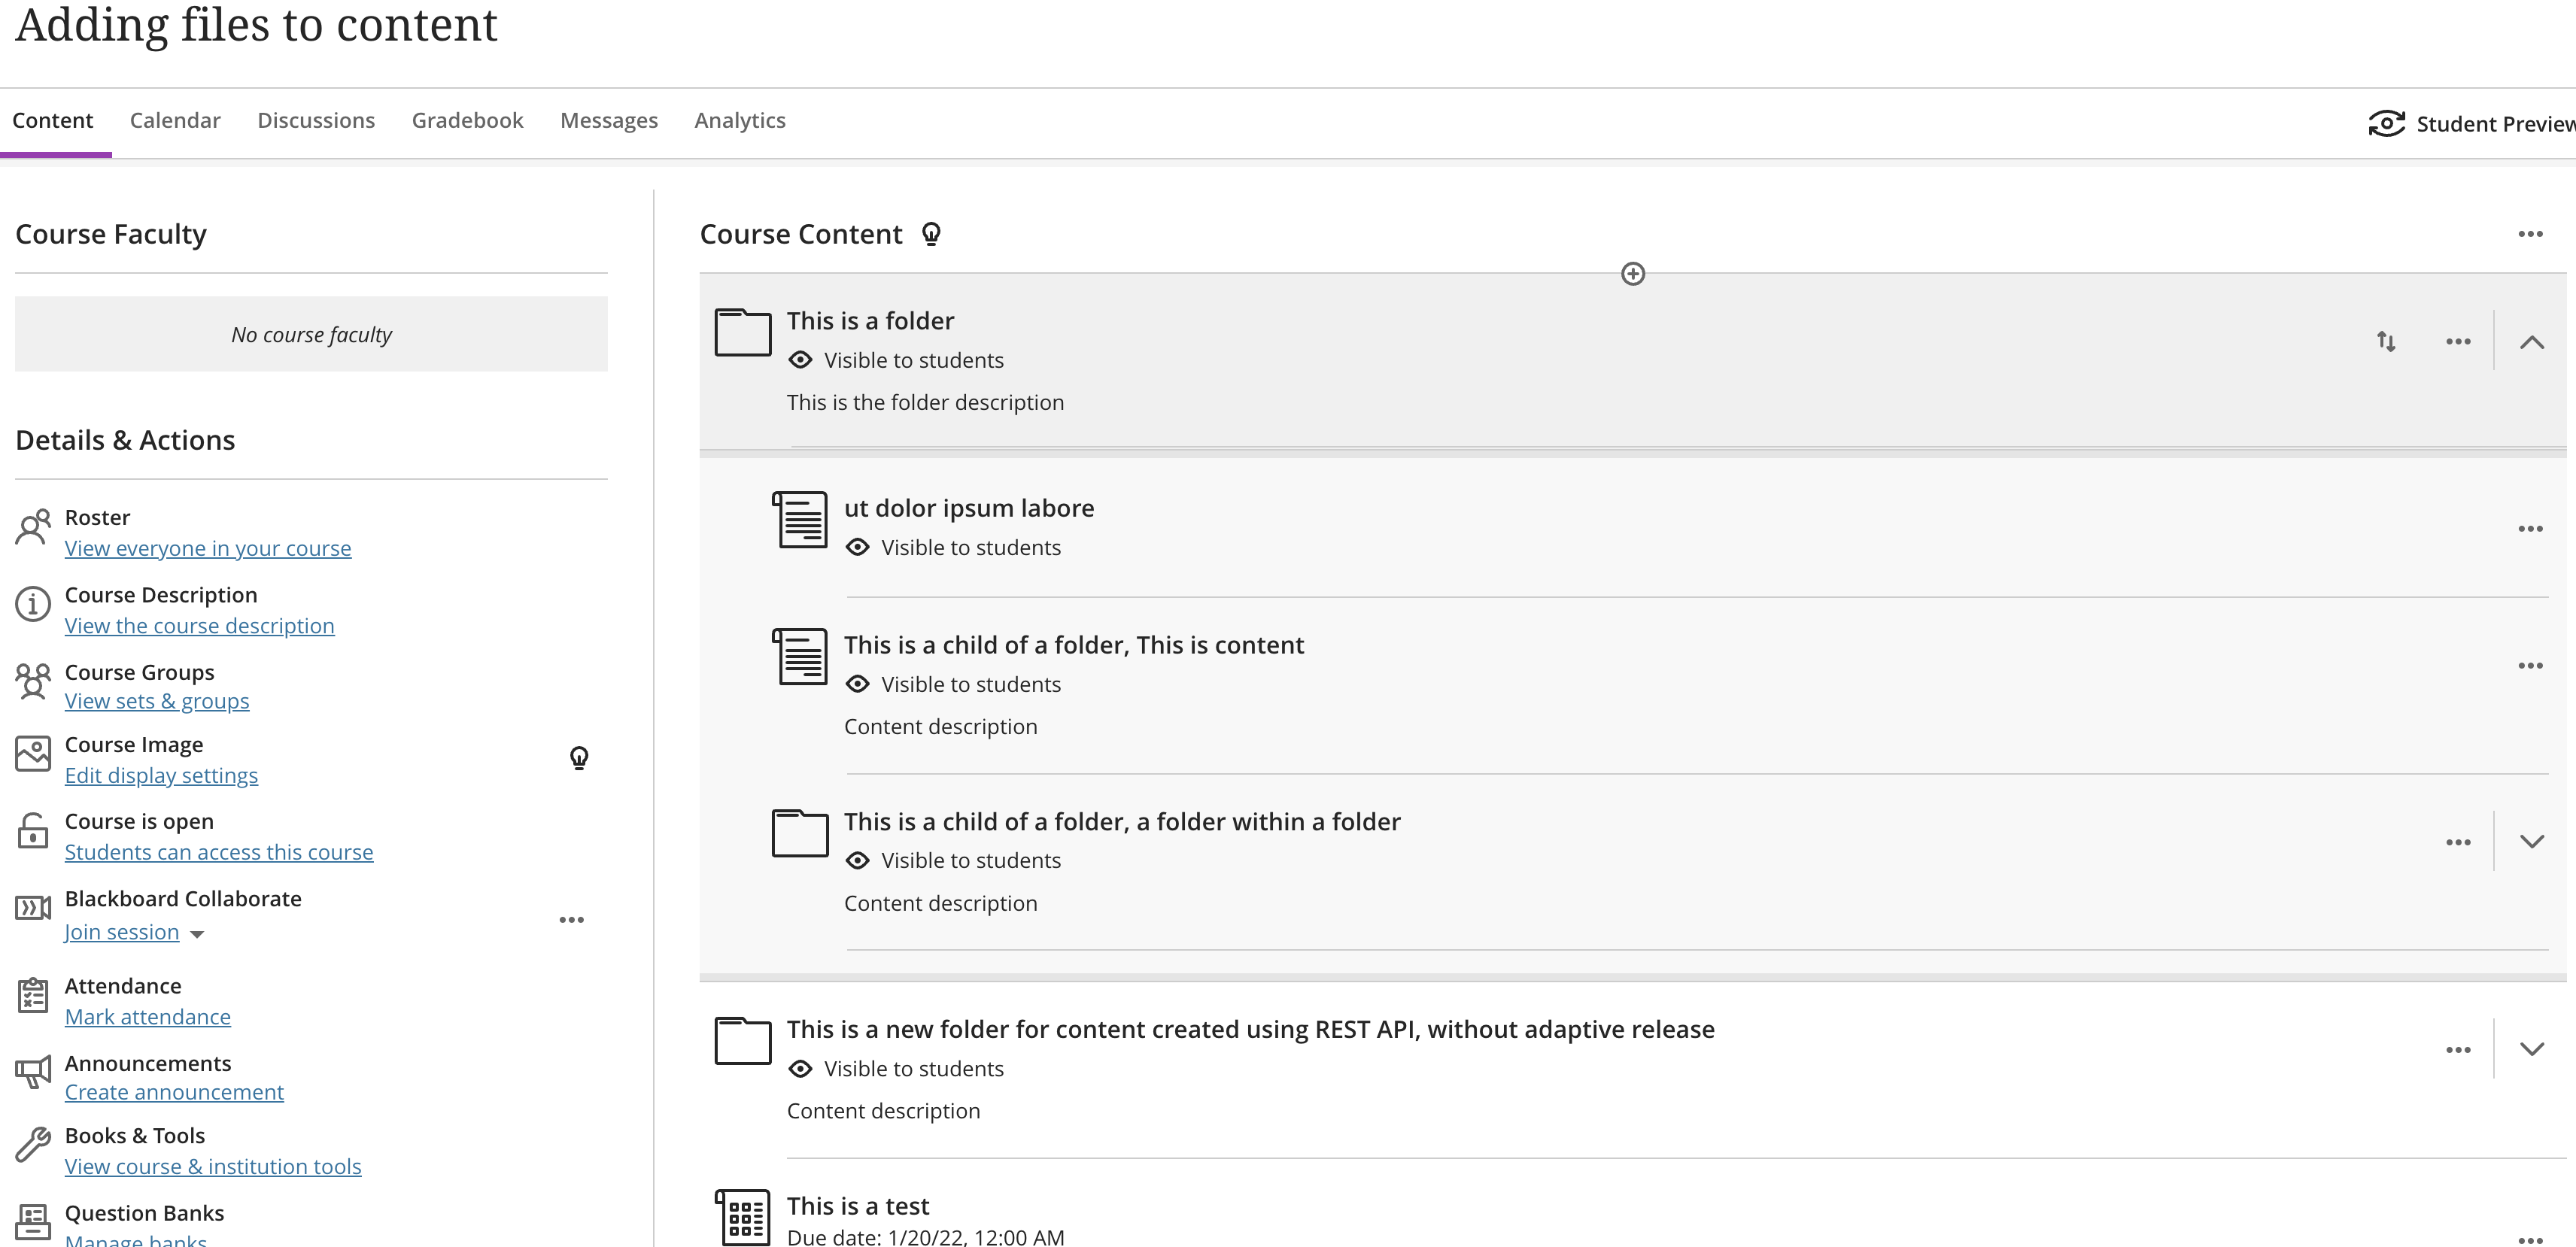 Adding files to content
Content Calendar Discussions Gradebook Messages Analytics
Student Preview
Course Faculty
No course faculty
Details & Actions
Roster
View everyone in your course
Course Description
View the course description
Course Groups
View sets & groups
Course Image
Edit display settings
Course is open
Students can access this course
Blackboard Collaborate
Join session
Attendance
Mark attendance
Announcements
Create announcement
Books & Tools
View course & institution tools
Question Banks
Manage banks
Course Content
This is a folder
Visible to students
This is the folder description
ut dolor ipsum labore
Visible to students
This is a child of a folder, This is content
Visible to students
Content description
This is a child of a folder, a folder within a folder
Visible to students
Content description
This is a new folder for content created using REST API, without adaptive release
Visible to students
Content description
This is a test
Due date: 1/20/22, 12:00 AM